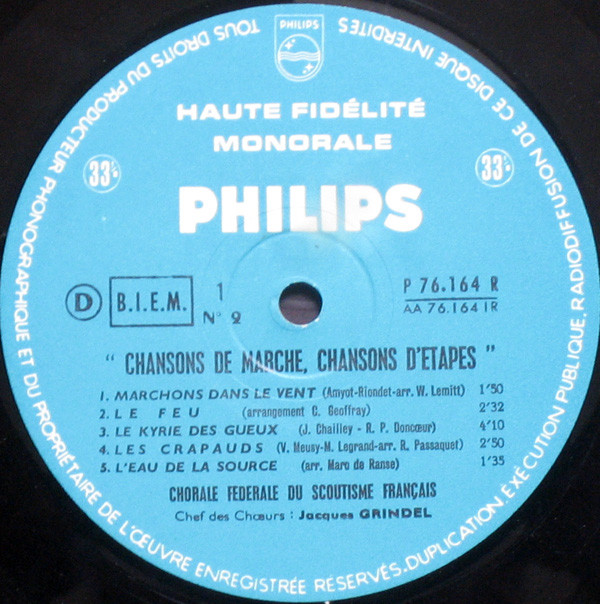 TOUS DROITS DU PRODUCTEUR PHONOGRAPHIQUE ET DU PROPRIÉTAIRE DE L'ŒUVRE ENREGISTRÉE RÉSERVÉS. DUPLICATION, EXÉCUTION PUBLIQUE, RADIODIFFUSION DE CE DISQUE INTERDITES
PHILIPS
HAUTE FIDÉLITÉ
MONORALE
33 1/3 33 1/3
PHILIPS
D B.I.E.M. 1
N° 2
P 76.164 R
AA 76.164 1R
" CHANSONS DE MARCHE, CHANSONS D'ETAPES "
1. MARCHONS DANS LE VENT (Amyot-Riondet-arr. W. Lemitt) 1'50
2. LE FEU (arrangement C. Geoffray) 2'32
3. LE KYRIE DES GUEUX (J. Chailley - R. P. Doncœur) 4'10
4. LES CRAPAUDS (V. Meusy-M. Legrand-arr. R. Passaquet) 2'50
5. L'EAU DE LA SOURCE (arr. Marc de Ranse) 1'35
CHORALE FEDERALE DU SCOUTISME FRANÇAIS
Chef des Chœurs : Jacques GRINDEL